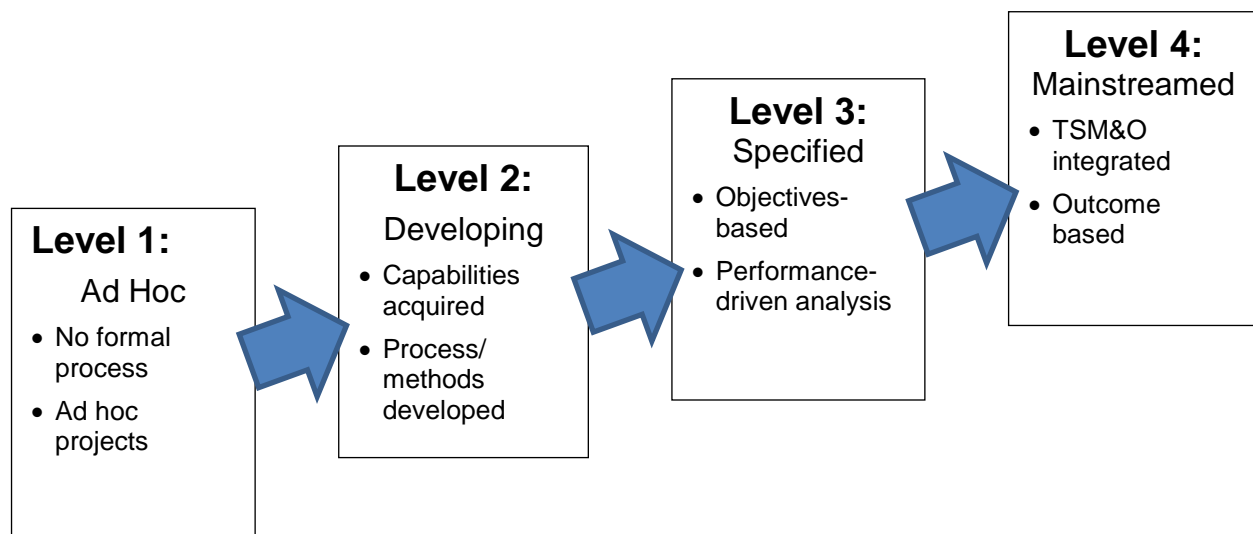 Level 1:
Ad Hoc
• No formal
process
• Ad hoc
projects
Level 2:
Developing
• Capabilities
acquired
• Process/
methods
developed
Level 3:
Specified
• Objectives-
based
• Performance-
driven analysis
Level 4:
Mainstreamed
• TSM&O
integrated
• Outcome
based